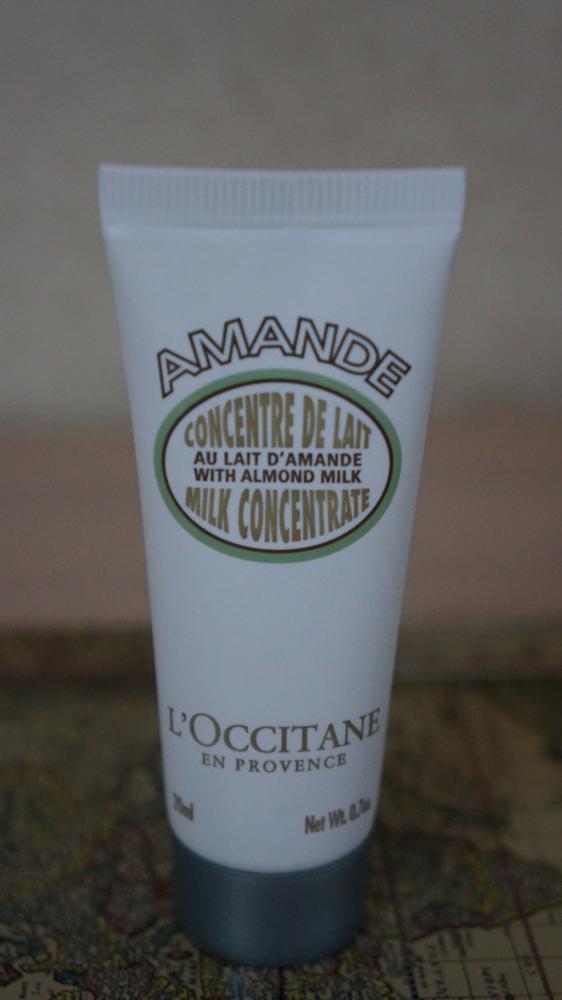 AMANDE
CONCENTRE DE LAIT
AU LAIT D'AMANDE
WITH ALMOND MILK
MILK CONCENTRATE
L'OCCITANE
EN PROVENCE
20ml
Net Wt. 0.7oz